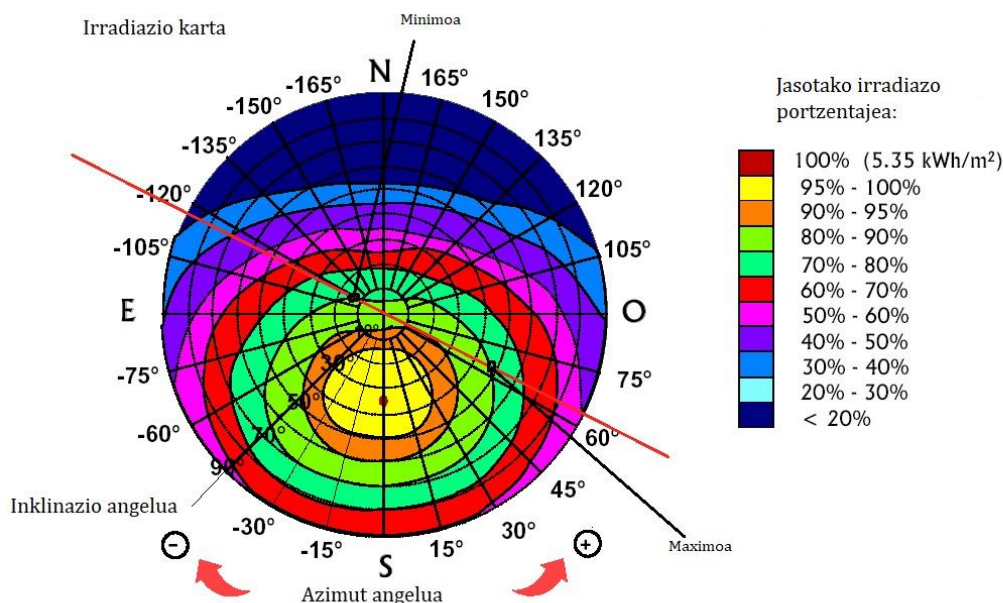 Irradiazio karta
Minimoa
N
-165°
165°
-150°
150°
-135°
135°
-120°
120°
-105°
105°
E
O
-75°
75°
-60°
60°
-45°
45°
-30°
30°
-15°
15°
S
30°
50°
70°
90°
Inklinazio angelua
Maximoa
-
+
Azimut angelua
Jasotako irradiazo
portzentajea:
100% (5.35 kWh/m²)
95% - 100%
90% - 95%
80% - 90%
70% - 80%
60% - 70%
50% - 60%
40% - 50%
30% - 40%
20% - 30%
< 20%